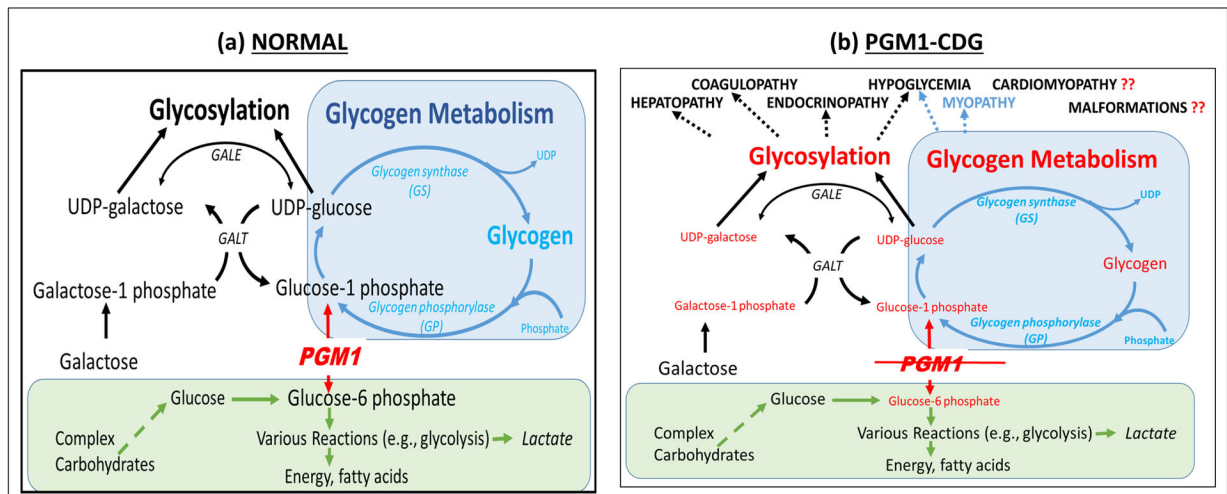 (a) NORMAL
Glycosylation
Glycogen Metabolism
GALE
Glycogen synthase
(GS)
UDP
UDP-galactose
UDP-glucose
Glycogen
GALT
Galactose-1 phosphate
Glucose-1 phosphate
Glycogen phosphorylase
(GP)
Phosphate
Galactose
PGM1
Glucose
Glucose-6 phosphate
Complex
Carbohydrates
Various Reactions (e.g., glycolysis)
Lactate
Energy, fatty acids
(b) PGM1-CDG
COAGULOPATHY
HYPOGLYCEMIA
CARDIOMYOPATHY ??
HEPATOPATHY
ENDOCRINOPATHY
MYOPATHY
MALFORMATIONS ??
Glycosylation
Glycogen Metabolism
GALE
Glycogen synthase
(GS)
UDP
UDP-galactose
UDP-glucose
Glycogen
GALT
Galactose-1 phosphate
Glucose-1 phosphate
Glycogen phosphorylase
(GP)
Phosphate
Galactose
PGM1
Glucose
Glucose-6 phosphate
Complex
Carbohydrates
Various Reactions (e.g., glycolysis)
Lactate
Energy, fatty acids